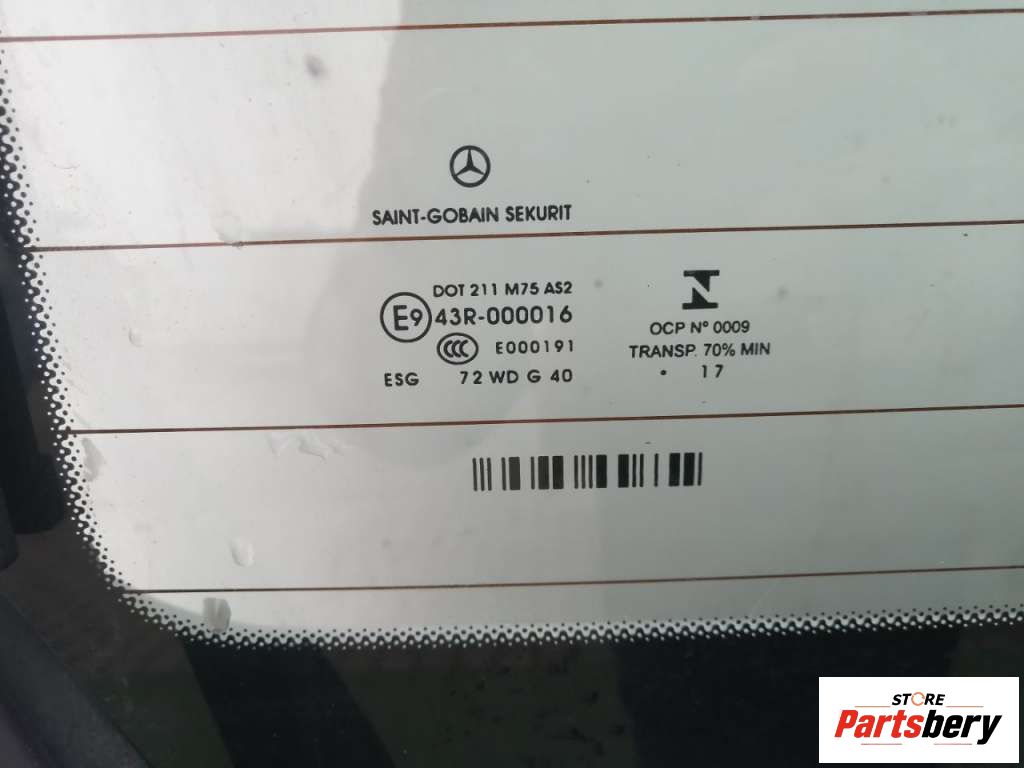 SAINT-GOBAIN SEKURIT
DOT 211 M75 AS2
E9 43R-000016
CCC E000191
ESG 72 WD G 40
N
OCP Nº 0009
TRANSP. 70% MIN
• 17
STORE
Partsbery